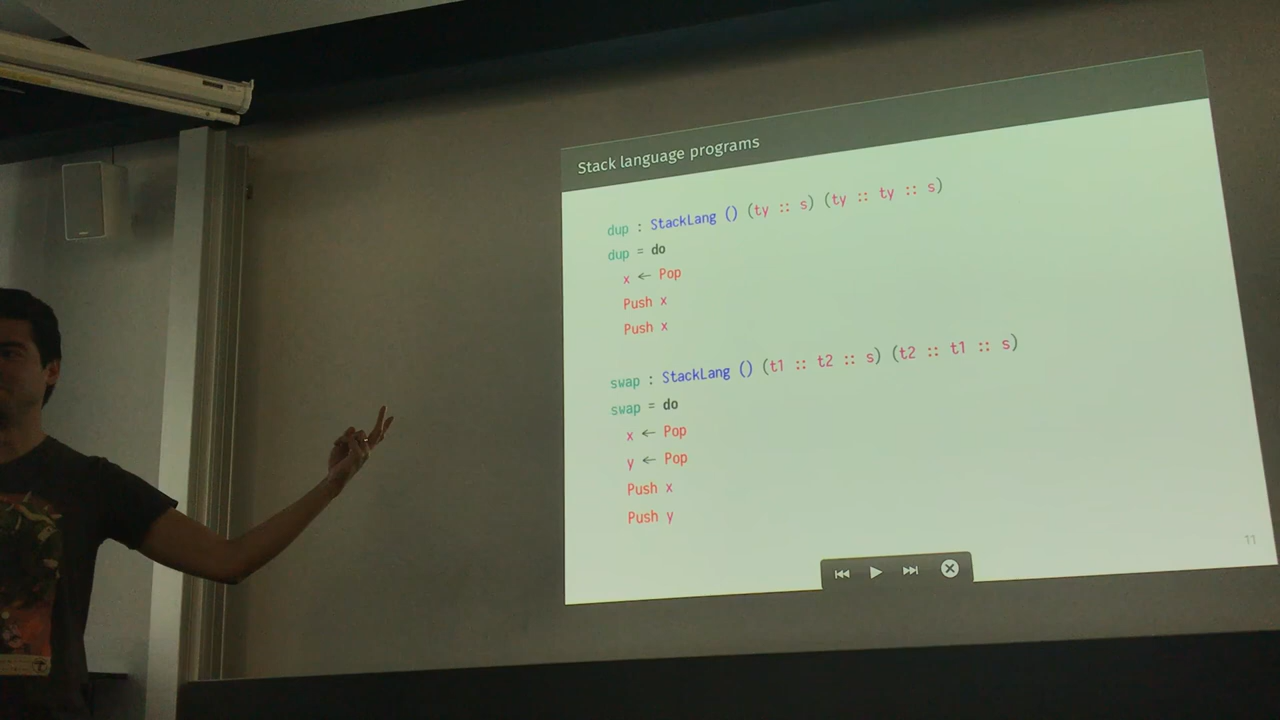 Stack language programs
dup : StackLang () (ty :: s) (ty :: ty :: s)
dup = do
x ← Pop
Push x
Push x
swap : StackLang () (t1 :: t2 :: s) (t2 :: t1 :: s)
swap = do
x ← Pop
y ← Pop
Push x
Push y
11